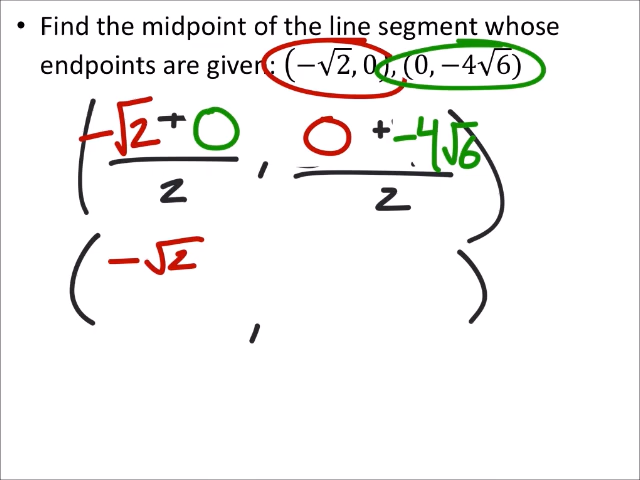 • Find the midpoint of the line segment whose
endpoints are given: (−√2, 0), (0, −4√6)
(−√2 + 0 / 2 , 0 + −4√6 / 2)
(−√2 , )